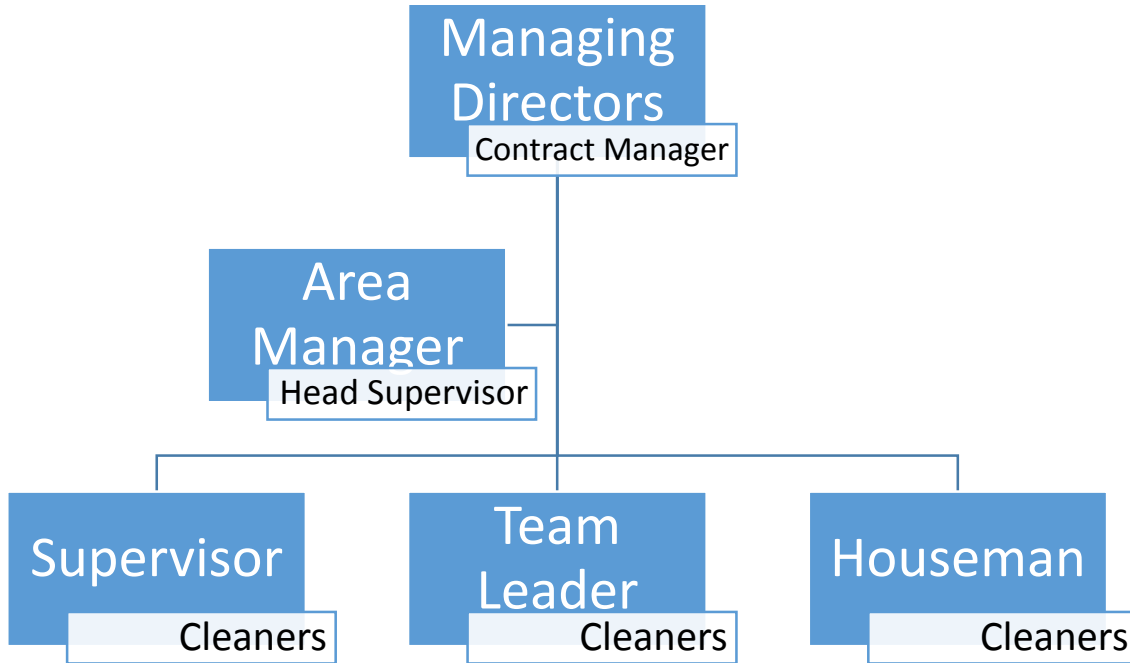 Managing
Directors
Contract Manager
Area
Manager
Head Supervisor
Supervisor
Cleaners
Team
Leader
Cleaners
Houseman
Cleaners